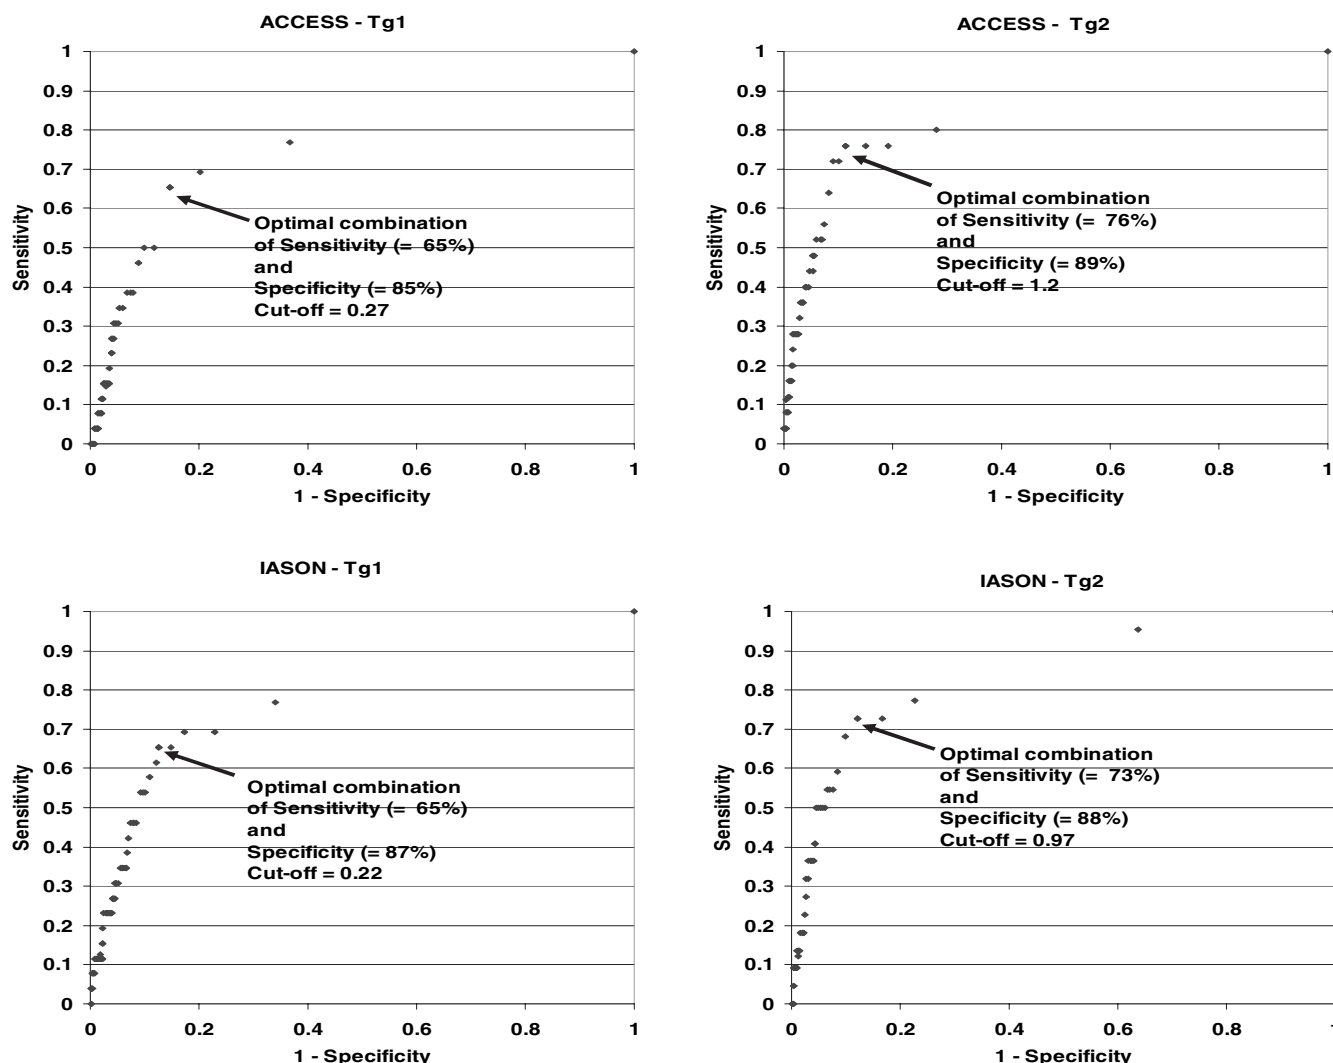 ACCESS - Tg1
1
0.9
0.8
0.7
0.6
0.5
0.4
0.3
0.2
0.1
0
Sensitivity
Optimal combination
of Sensitivity (= 65%)
and
Specificity (= 85%)
Cut-off = 0.27
0 0.2 0.4 0.6 0.8 1
1 - Specificity
ACCESS - Tg2
1
0.9
0.8
0.7
0.6
0.5
0.4
0.3
0.2
0.1
0
Sensitivity
Optimal combination
of Sensitivity (= 76%)
and
Specificity (= 89%)
Cut-off = 1.2
0 0.2 0.4 0.6 0.8 1
1 - Specificity
IASON - Tg1
1
0.9
0.8
0.7
0.6
0.5
0.4
0.3
0.2
0.1
0
Sensitivity
Optimal combination
of Sensitivity (= 65%)
and
Specificity (= 87%)
Cut-off = 0.22
0 0.2 0.4 0.6 0.8 1
1 - Specificity
IASON - Tg2
1
0.9
0.8
0.7
0.6
0.5
0.4
0.3
0.2
0.1
0
Sensitivity
Optimal combination
of Sensitivity (= 73%)
and
Specificity (= 88%)
Cut-off = 0.97
0 0.2 0.4 0.6 0.8 1
1 - Specificity